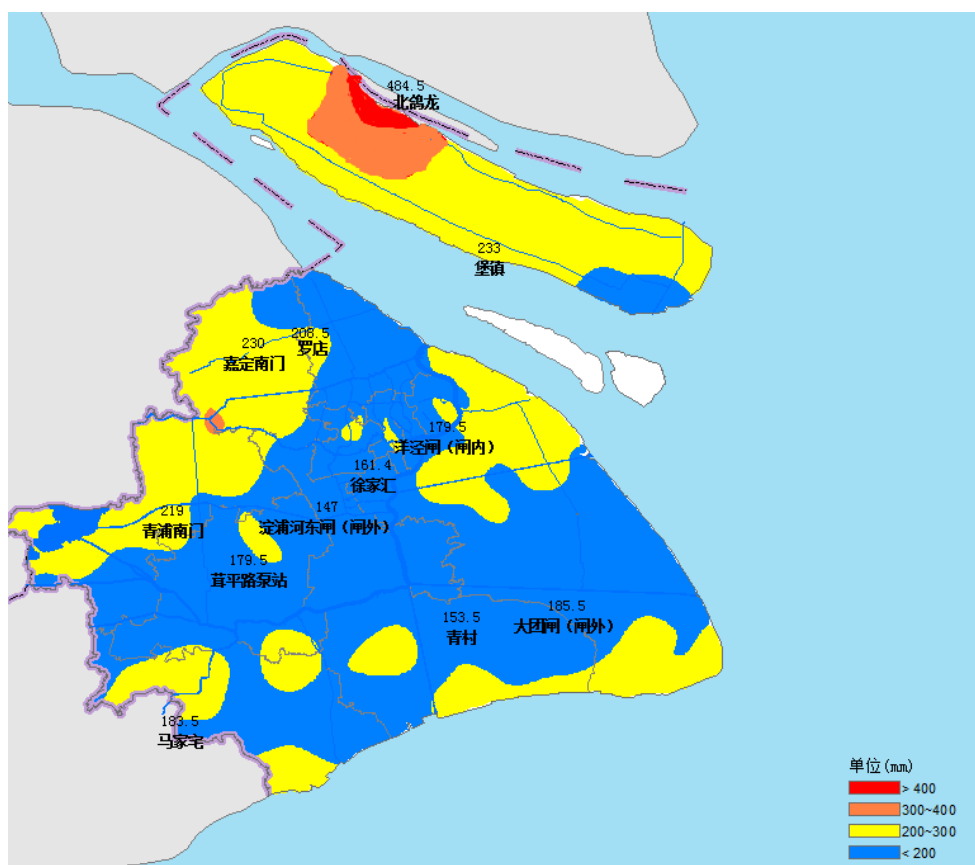 484.5
北鸽龙
233
堡镇
208.5
罗店
230
嘉定南门
179.5
洋泾闸（闸内）
161.4
徐家汇
147
淀浦河东闸（闸外）
219
青浦南门
179.5
茸平路泵站
185.5
大团闸（闸外）
153.5
青村
183.5
马家宅
单位(mm)
> 400
300~400
200~300
< 200